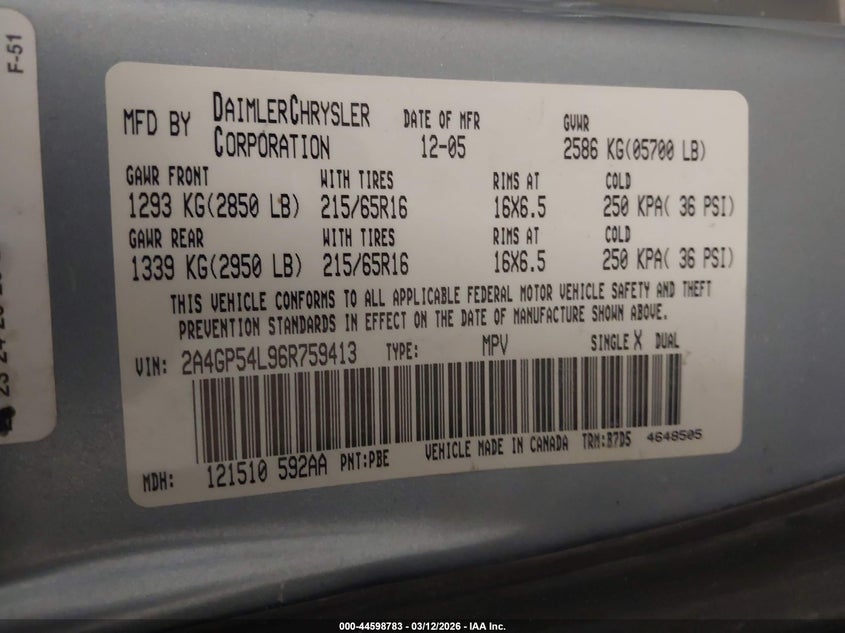 F-51
MFD BY DAIMLERCHRYSLER CORPORATION DATE OF MFR 12-05 GVWR 2586 KG(05700 LB)
GAWR FRONT WITH TIRES RIMS AT COLD
1293 KG(2850 LB) 215/65R16 16X6.5 250 KPA( 36 PSI)
GAWR REAR WITH TIRES RIMS AT COLD
1339 KG(2950 LB) 215/65R16 16X6.5 250 KPA( 36 PSI)
THIS VEHICLE CONFORMS TO ALL APPLICABLE FEDERAL MOTOR VEHICLE SAFETY AND THEFT
PREVENTION STANDARDS IN EFFECT ON THE DATE OF MANUFACTURE SHOWN ABOVE.
VIN: 2A4GP54L96R759413 TYPE: MPV SINGLE X DUAL
MDH: 121510 592AA PNT:PBE VEHICLE MADE IN CANADA TRM:B7D5 4648505
000-44598783 - 03/12/2026 - IAA Inc.